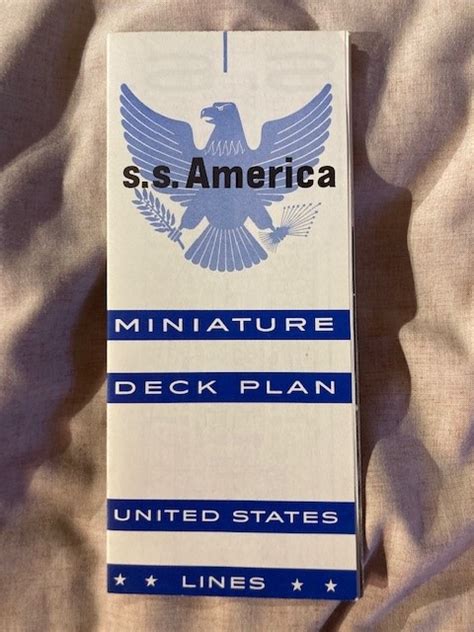 s.s. America
MINIATURE
DECK PLAN
UNITED STATES
★ ★ LINES ★ ★